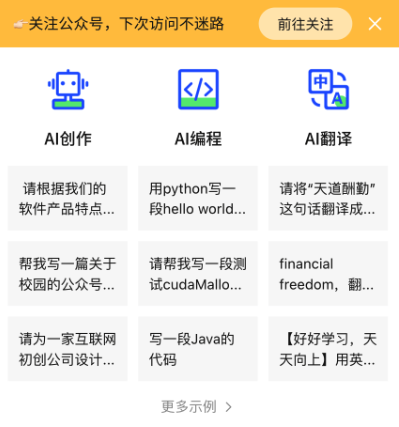 👉🏻关注公众号，下次访问不迷路
前往关注
AI创作
AI编程
中
A
AI翻译
请根据我们的
软件产品特点...
用python写一
段hello world...
请将“天道酬勤”
这句话翻译成...
帮我写一篇关于
校园的公众号...
请帮我写一段测
试cudaMallo...
financial
freedom，翻...
请为一家互联网
初创公司设计...
写一段Java的
代码
【好好学习，天
天向上】用英...
更多示例 >